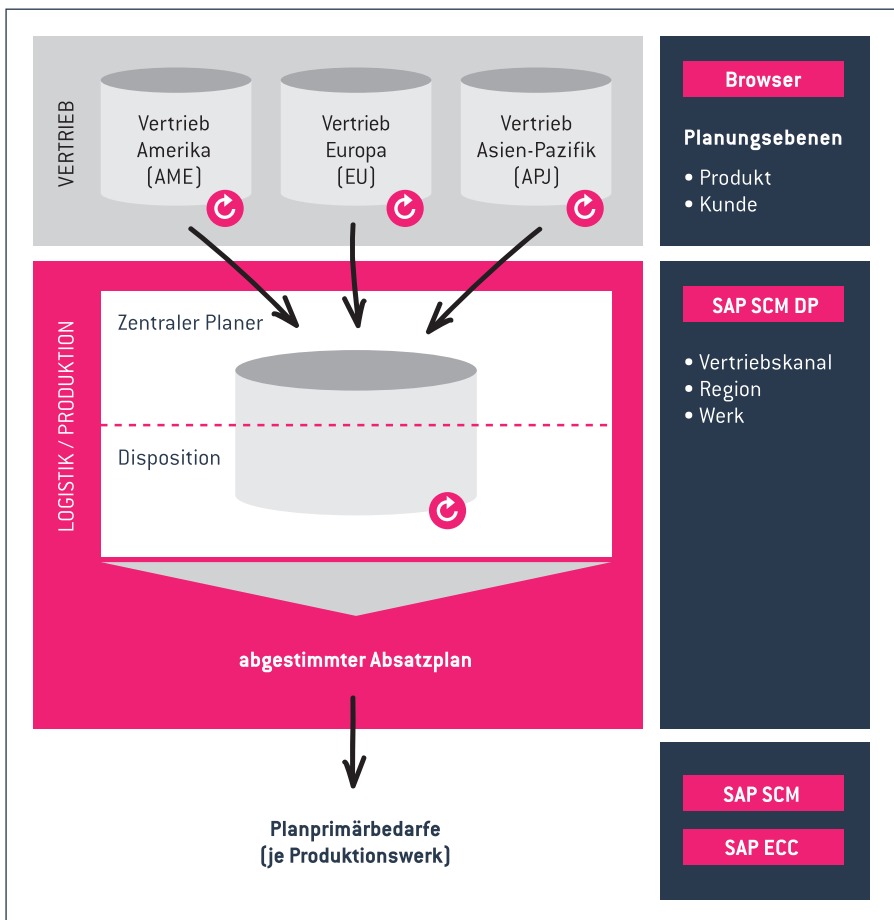 VERTRIEB
Vertrieb
Amerika
(AME)
Vertrieb
Europa
(EU)
Vertrieb
Asien-Pazifik
(APJ)
Browser
Planungsebenen
• Produkt
• Kunde
LOGISTIK / PRODUKTION
Zentraler Planer
Disposition
abgestimmter Absatzplan
SAP SCM DP
• Vertriebskanal
• Region
• Werk
Planprimärbedarfe
(je Produktionswerk)
SAP SCM
SAP ECC